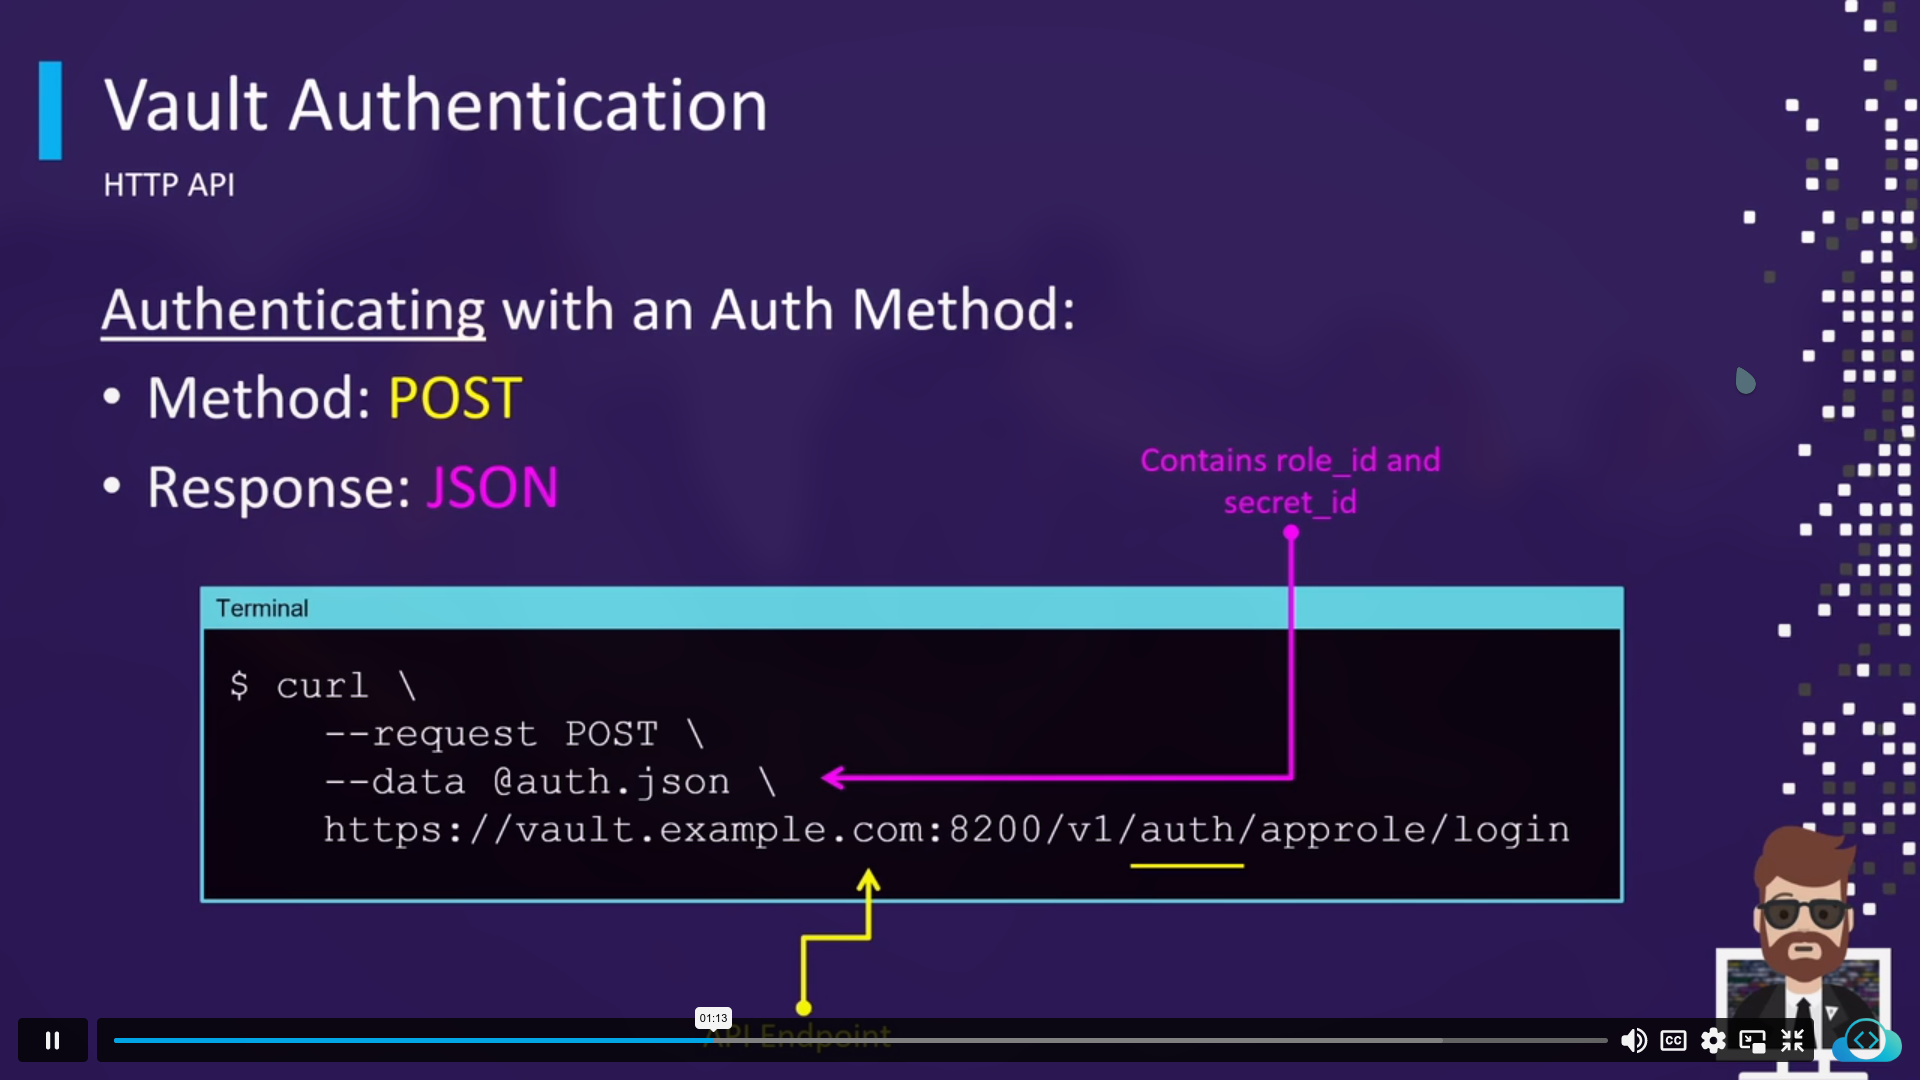 Vault Authentication
HTTP API
Authenticating with an Auth Method:
• Method: POST
• Response: JSON
Contains role_id and
secret_id
Terminal
$ curl \
--request POST \
--data @auth.json \
https://vault.example.com:8200/v1/auth/approle/login
API Endpoint
01:13
CC